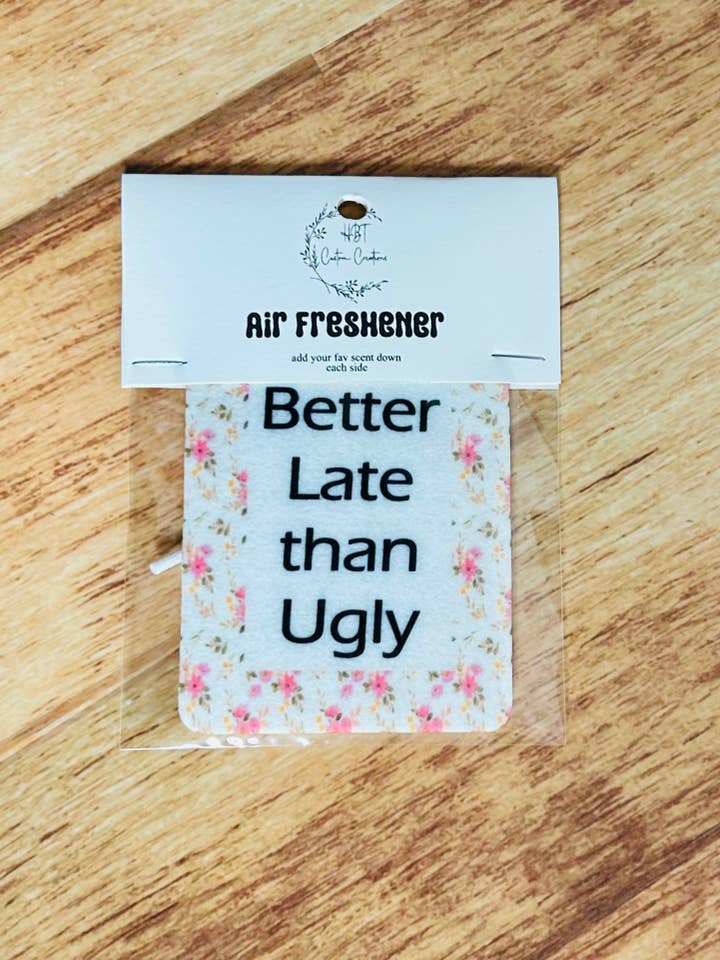 HBT
Custom Creations
Air Freshener
add your fav scent down
each side
Better
Late
than
Ugly